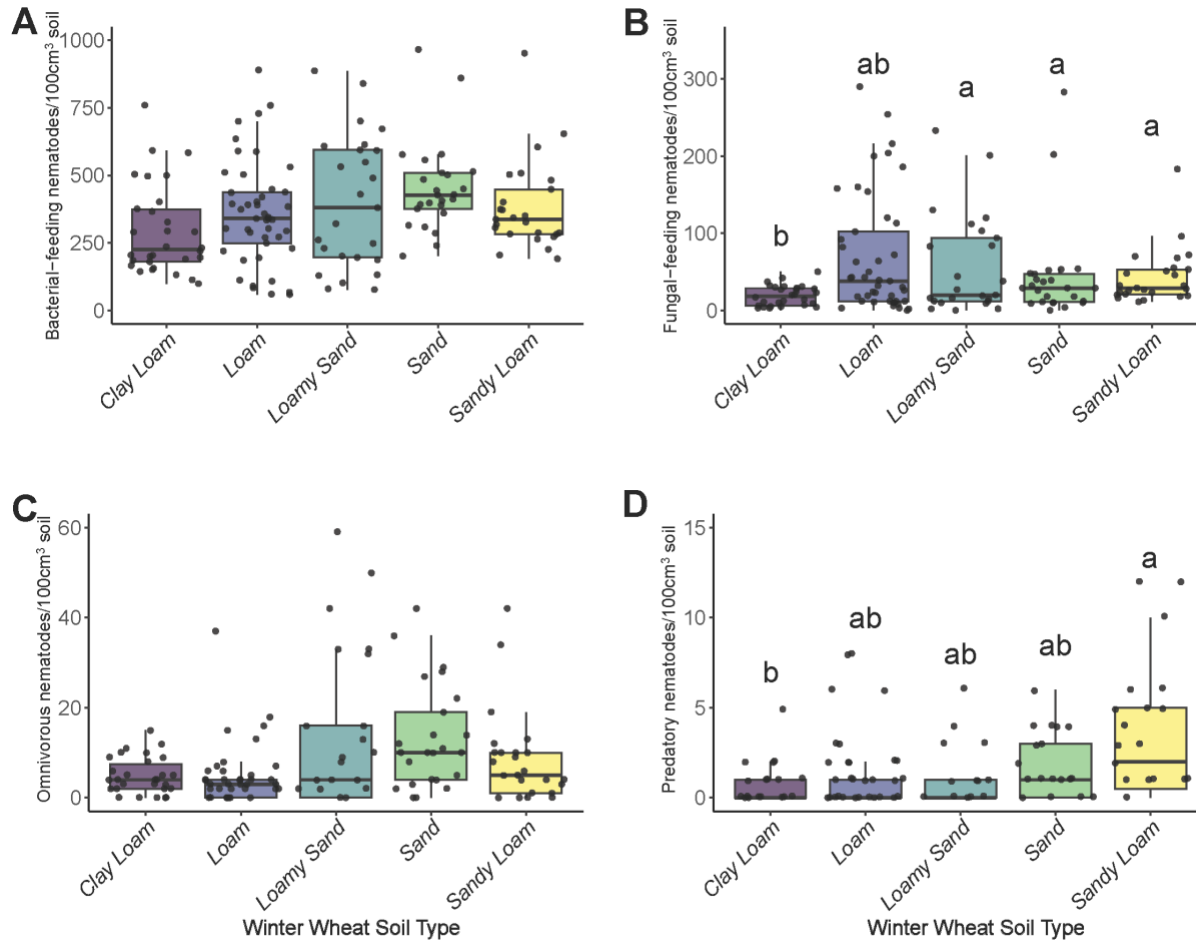 A
Bacterial-feeding nematodes/100cm³ soil
1000
750
500
250
0
Clay Loam
Loam
Loamy Sand
Sand
Sandy Loam
B
Fungal-feeding nematodes/100cm³ soil
300
200
100
0
b
ab
a
a
a
Clay Loam
Loam
Loamy Sand
Sand
Sandy Loam
C
Omnivorous nematodes/100cm³ soil
60
40
20
0
Clay Loam
Loam
Loamy Sand
Sand
Sandy Loam
Winter Wheat Soil Type
D
Predatory nematodes/100cm³ soil
15
10
5
0
b
ab
ab
ab
a
Clay Loam
Loam
Loamy Sand
Sand
Sandy Loam
Winter Wheat Soil Type